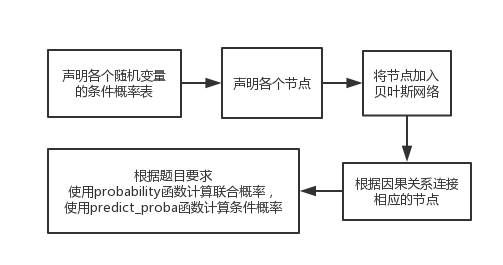 声明各个随机变量
的条件概率表
声明各个节点
将节点加入
贝叶斯网络
根据因果关系连接
相应的节点
根据题目要求
使用probability函数计算联合概率，
使用predict_proba函数计算条件概率